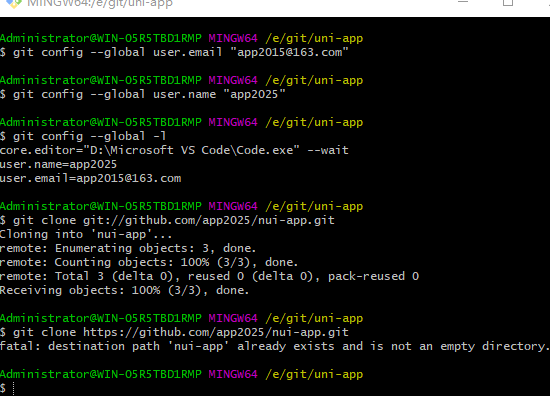 MINGW64:/e/git/uni-app
Administrator@WIN-O5R5TBD1RMP MINGW64 /e/git/uni-app
$ git config --global user.email "app2015@163.com"
Administrator@WIN-O5R5TBD1RMP MINGW64 /e/git/uni-app
$ git config --global user.name "app2025"
Administrator@WIN-O5R5TBD1RMP MINGW64 /e/git/uni-app
$ git config --global -l
core.editor="D:\Microsoft VS Code\Code.exe" --wait
user.name=app2025
user.email=app2015@163.com
Administrator@WIN-O5R5TBD1RMP MINGW64 /e/git/uni-app
$ git clone git://github.com/app2025/nui-app.git
Cloning into 'nui-app'...
remote: Enumerating objects: 3, done.
remote: Counting objects: 100% (3/3), done.
remote: Total 3 (delta 0), reused 0 (delta 0), pack-reused 0
Receiving objects: 100% (3/3), done.
Administrator@WIN-O5R5TBD1RMP MINGW64 /e/git/uni-app
$ git clone https://github.com/app2025/nui-app.git
fatal: destination path 'nui-app' already exists and is not an empty directory.
Administrator@WIN-O5R5TBD1RMP MINGW64 /e/git/uni-app
$